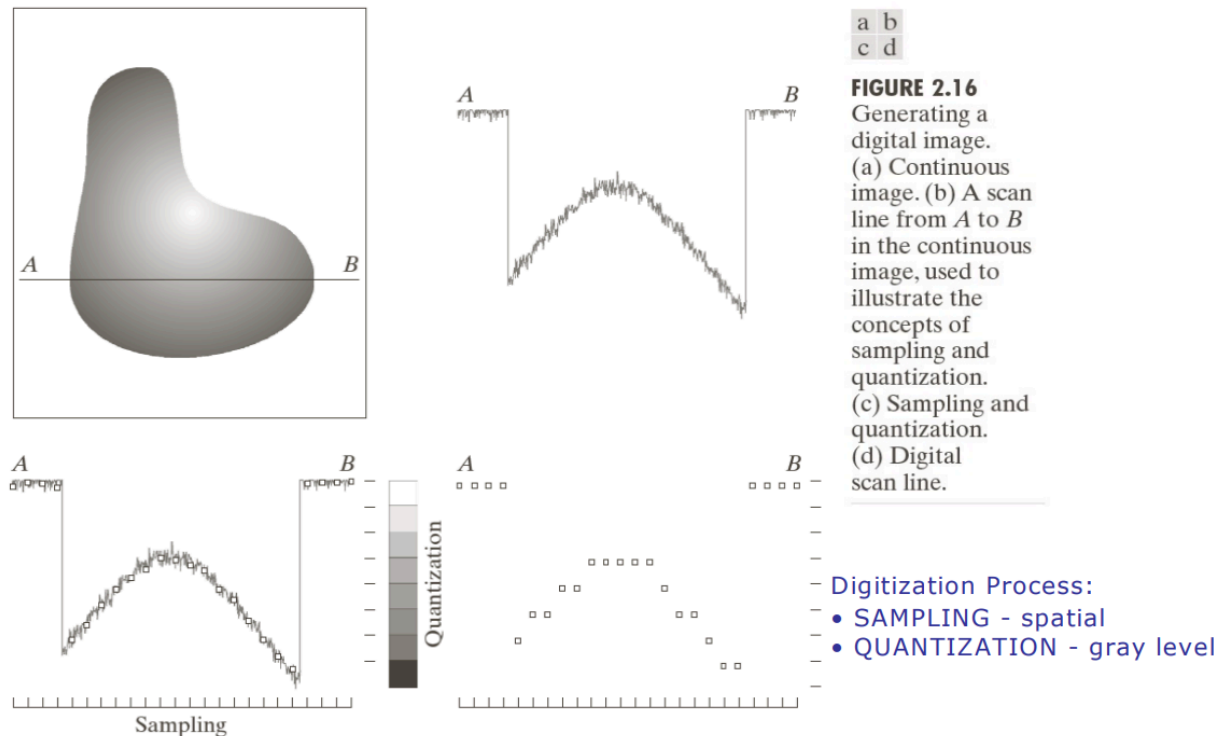 a b
c d
FIGURE 2.16
Generating a
digital image.
(a) Continuous
image. (b) A scan
line from A to B
in the continuous
image, used to
illustrate the
concepts of
sampling and
quantization.
(c) Sampling and
quantization.
(d) Digital
scan line.
A B
A B
A B
Quantization
Sampling
A B
Digitization Process:
• SAMPLING - spatial
• QUANTIZATION - gray level